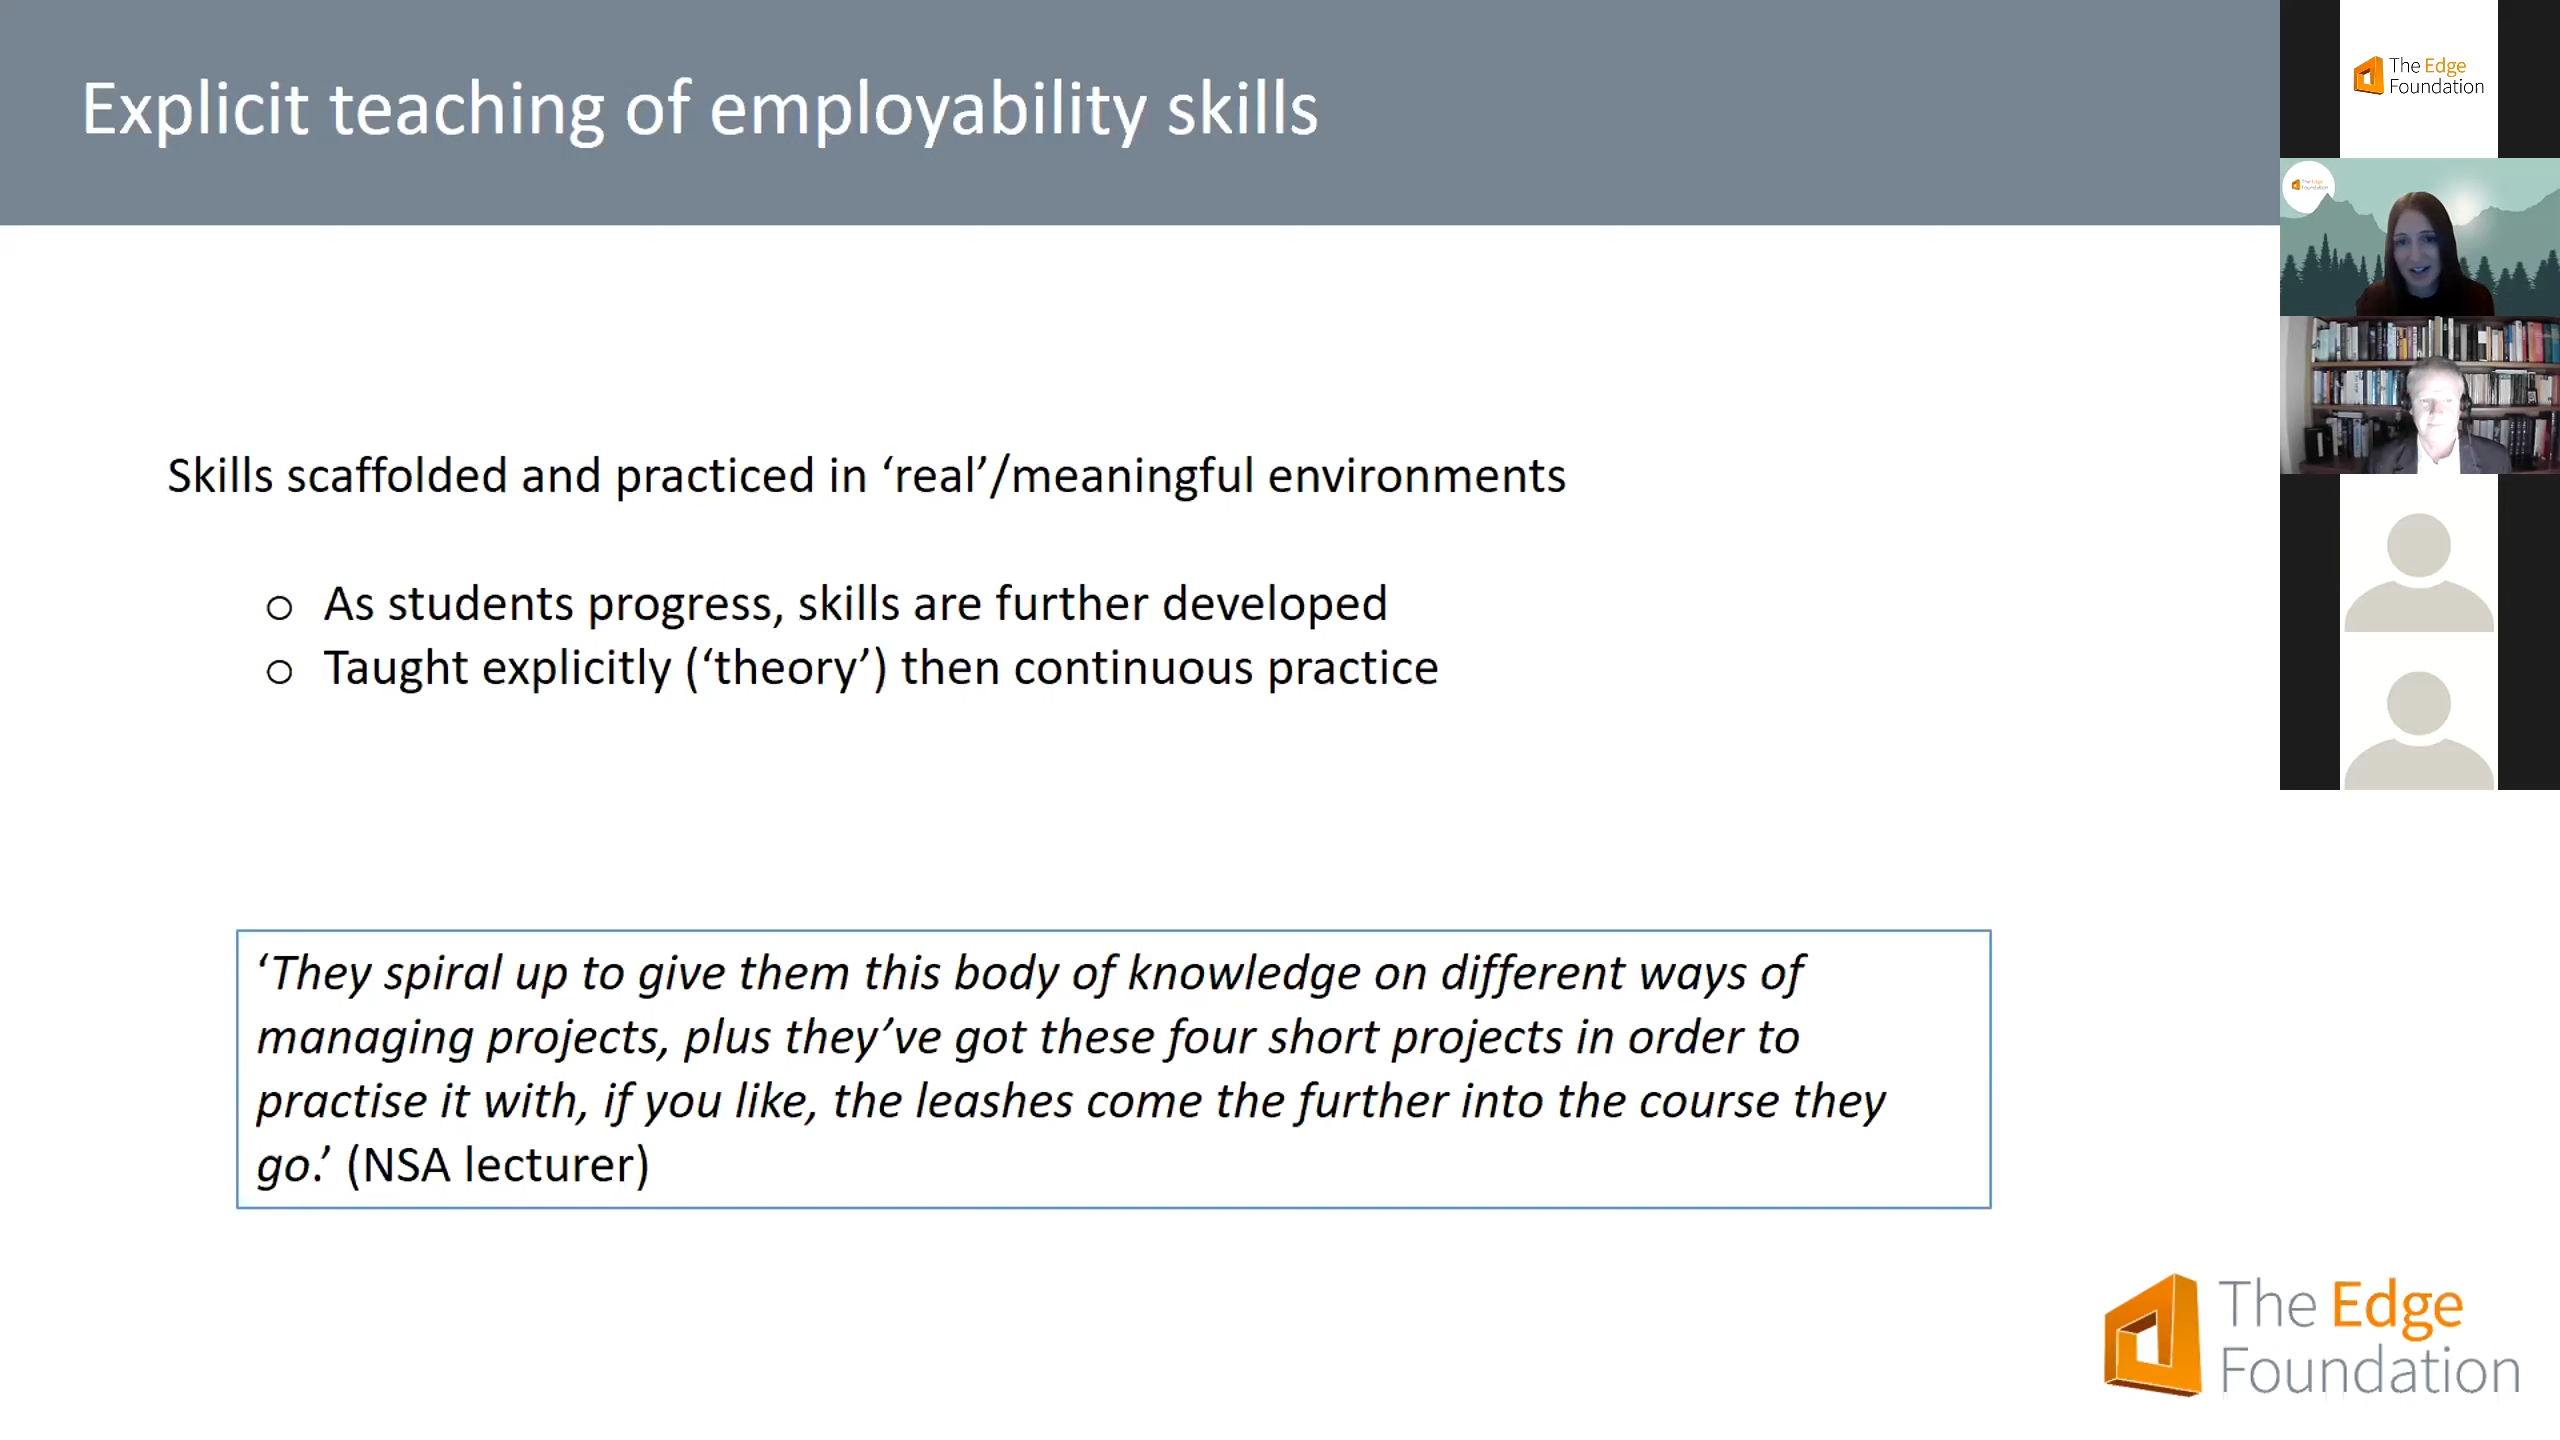 Explicit teaching of employability skills
Skills scaffolded and practiced in ‘real’/meaningful environments
o As students progress, skills are further developed
o Taught explicitly (‘theory’) then continuous practice
‘They spiral up to give them this body of knowledge on different ways of
managing projects, plus they’ve got these four short projects in order to
practise it with, if you like, the leashes come the further into the course they
go.’ (NSA lecturer)
The Edge
Foundation
The Edge
Foundation
The Edge
Foundation